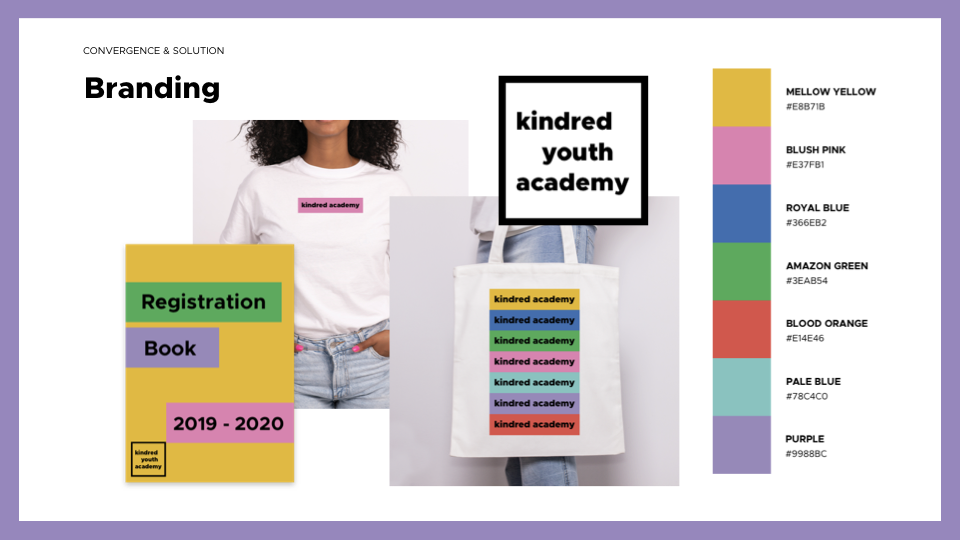 CONVERGENCE & SOLUTION
Branding
kindred academy
Registration
Book
2019 - 2020
kindred
youth
academy
kindred
youth
academy
kindred academy
kindred academy
kindred academy
kindred academy
kindred academy
kindred academy
kindred academy
MELLOW YELLOW
#E8B71B
BLUSH PINK
#E37FB1
ROYAL BLUE
#366EB2
AMAZON GREEN
#3EAB54
BLOOD ORANGE
#E14E46
PALE BLUE
#78C4C0
PURPLE
#9988BC